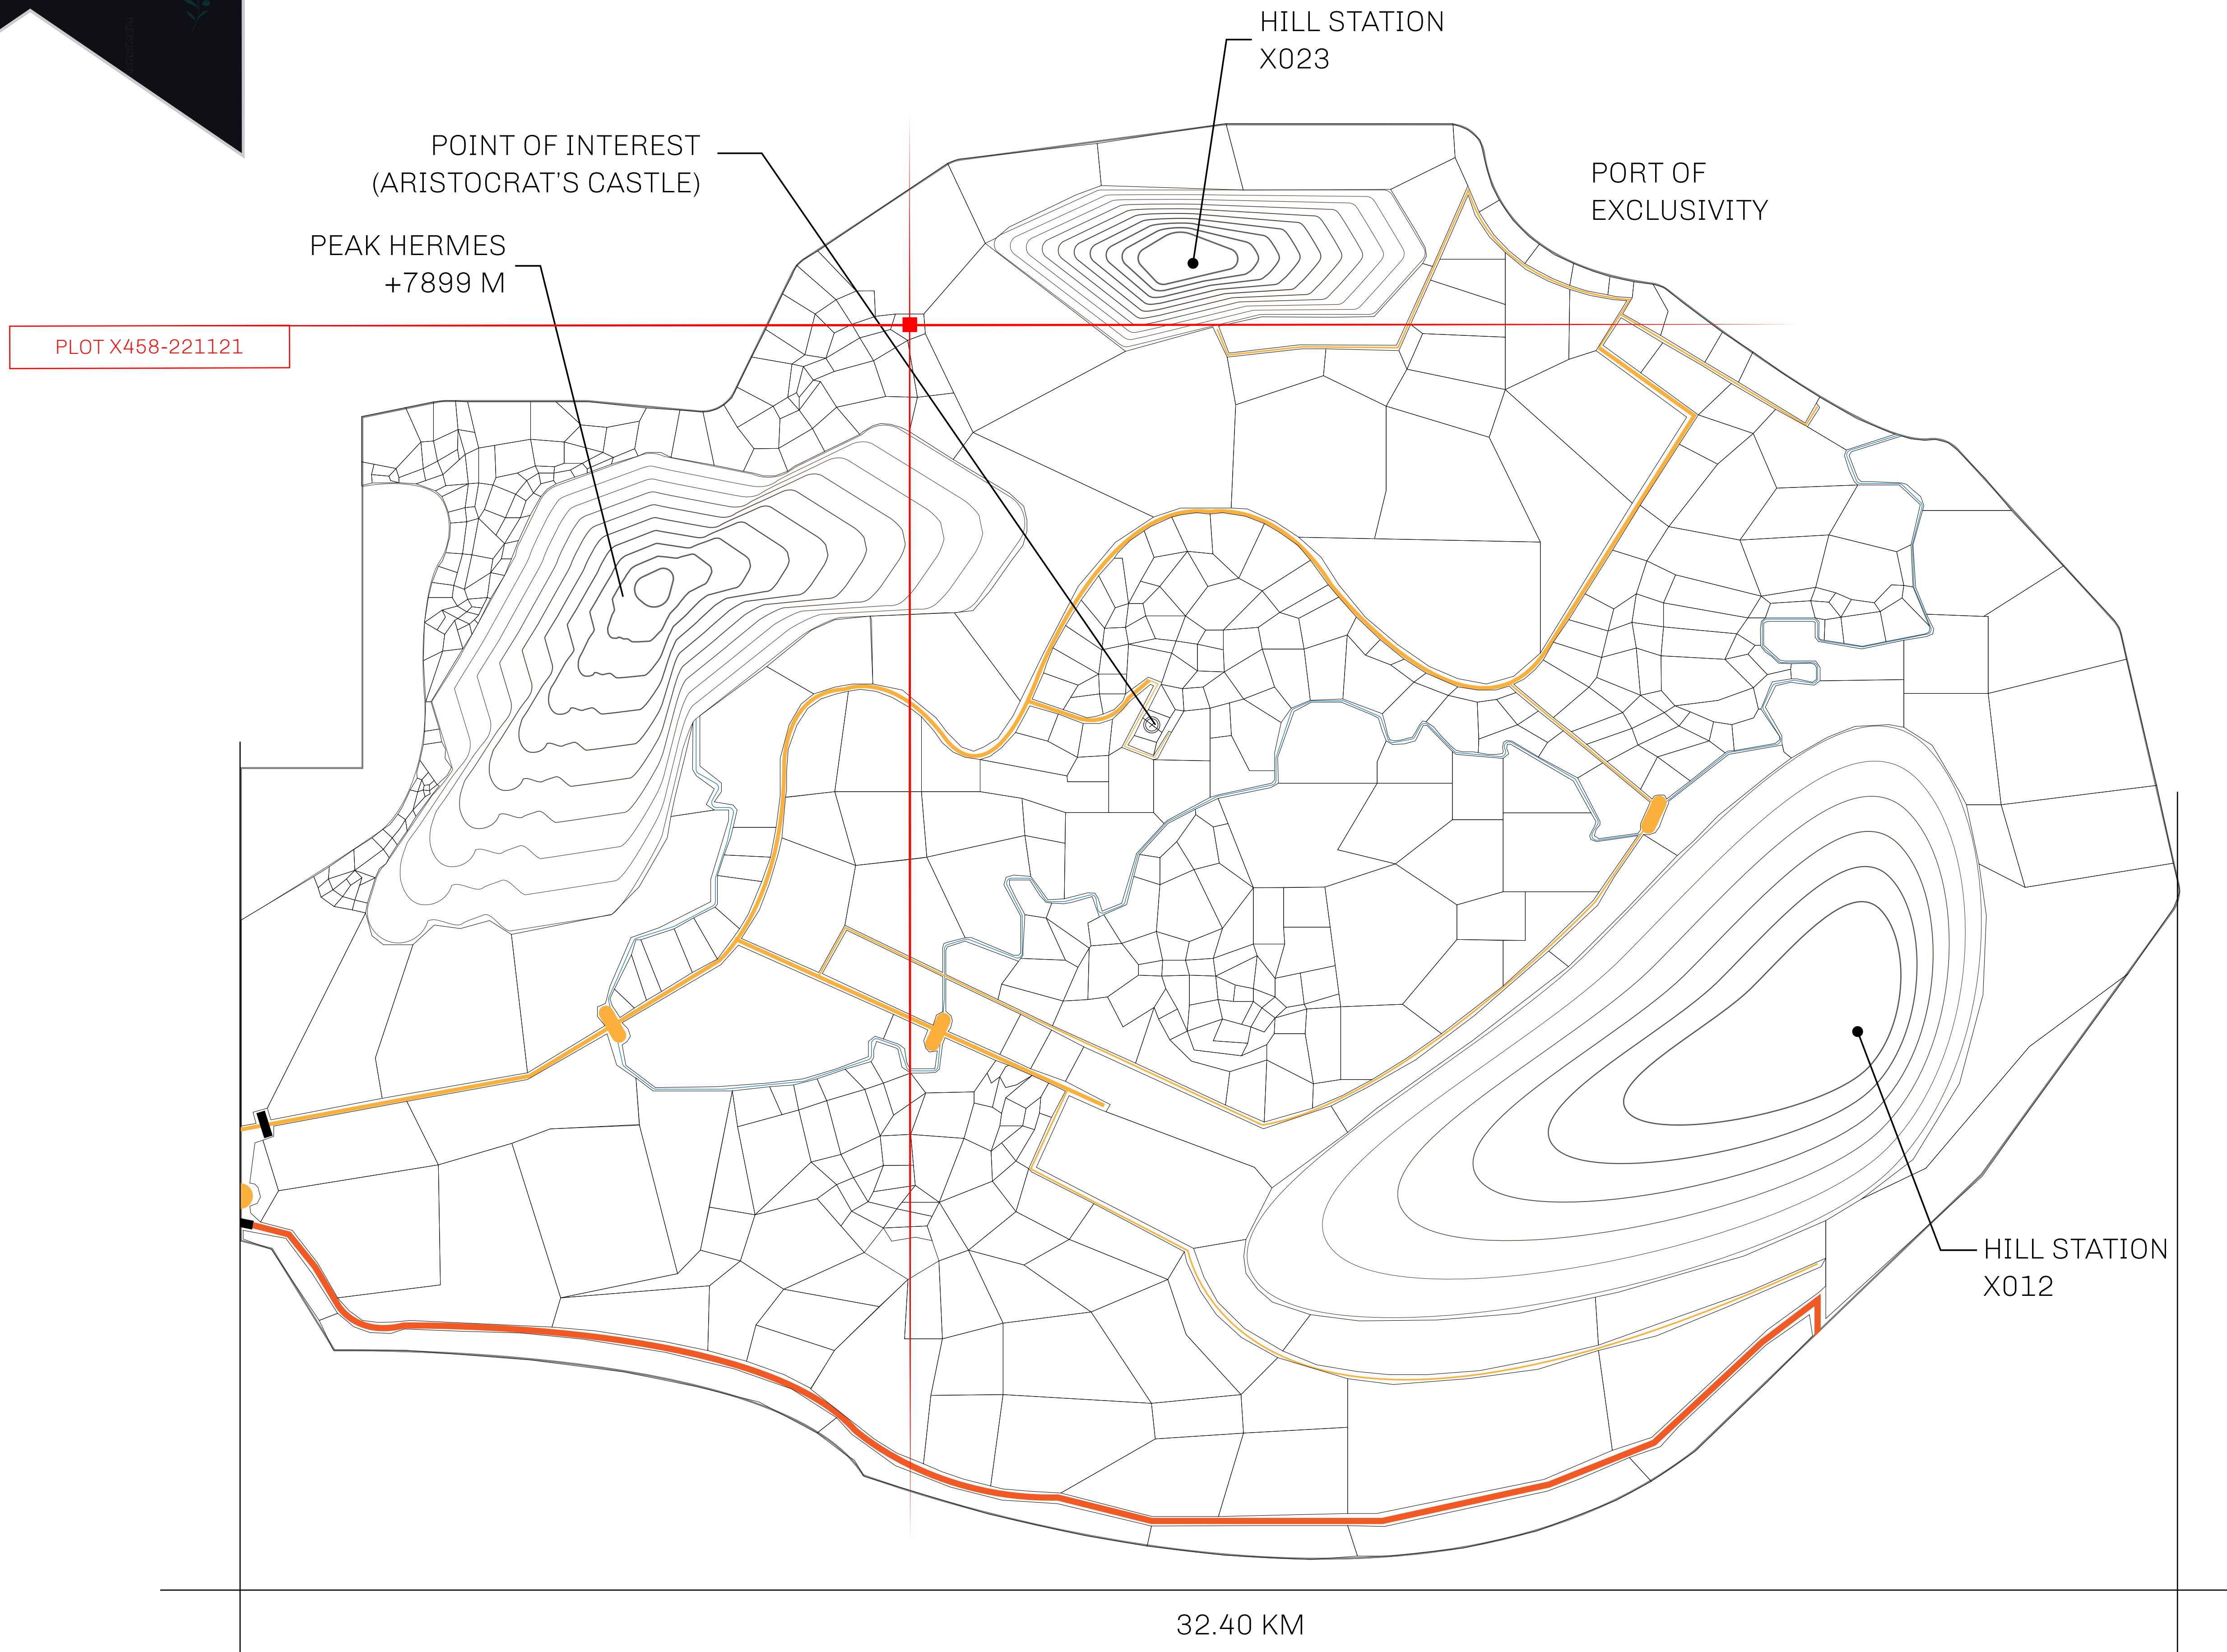 HILL STATION
X023
POINT OF INTEREST
(ARISTOCRAT'S CASTLE)
PORT OF
EXCLUSIVITY
PEAK HERMES
+7899 M
PLOT X458-221121
HILL STATION
X012
32.40 KM